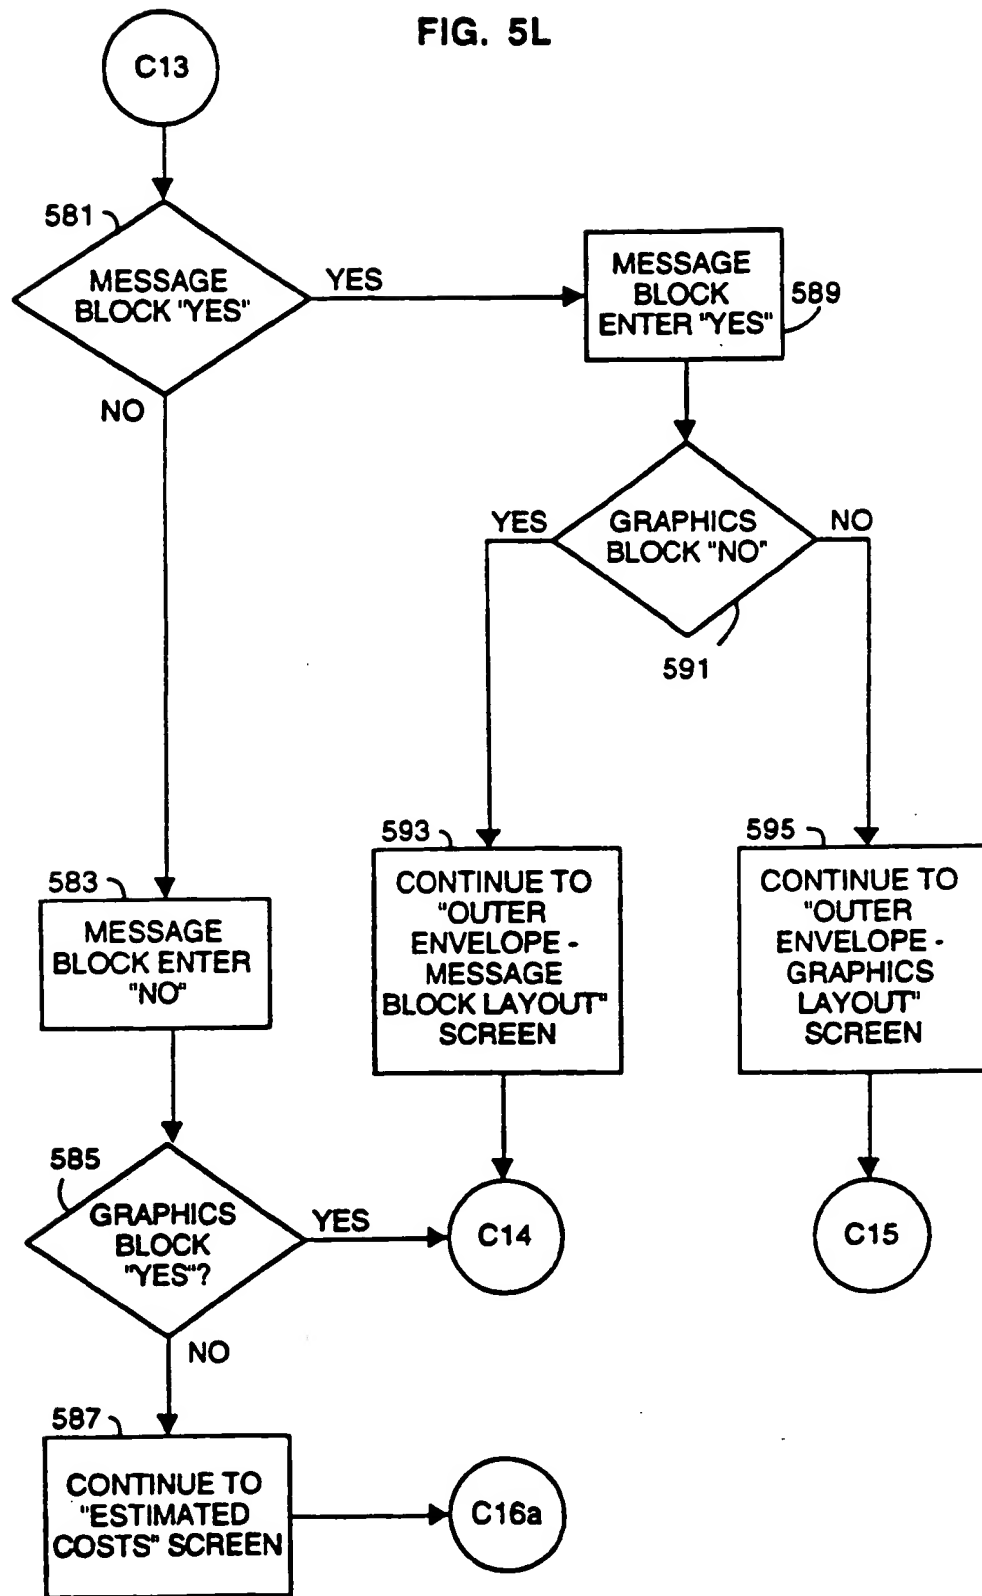 FIG. 5L
C13
581
MESSAGE
BLOCK "YES"
YES
NO
MESSAGE
BLOCK
ENTER "YES"
589
YES
GRAPHICS
BLOCK "NO"
NO
591
583
MESSAGE
BLOCK ENTER
"NO"
593
CONTINUE TO
"OUTER
ENVELOPE -
MESSAGE
BLOCK LAYOUT"
SCREEN
595
CONTINUE TO
"OUTER
ENVELOPE -
GRAPHICS
LAYOUT"
SCREEN
585
GRAPHICS
BLOCK
"YES"?
YES
NO
C14
C15
587
CONTINUE TO
"ESTIMATED
COSTS" SCREEN
C16a